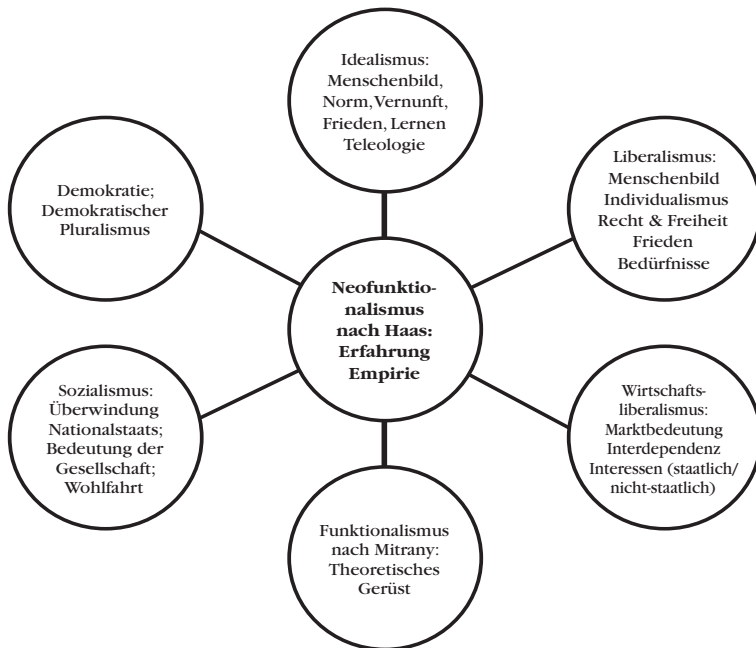 Idealismus:
Menschenbild,
Norm, Vernunft,
Frieden, Lernen
Teleologie
Demokratie;
Demokratischer
Pluralismus
Liberalismus:
Menschenbild
Individualismus
Recht & Freiheit
Frieden
Bedürfnisse
Neofunktio-
nalismus
nach Haas:
Erfahrung
Empirie
Sozialismus:
Überwindung
Nationalstaats;
Bedeutung der
Gesellschaft;
Wohlfahrt
Wirtschafts-
liberalismus:
Marktbedeutung
Interdependenz
Interessen (staatlich/
nicht-staatlich)
Funktionalismus
nach Mitrany:
Theoretisches
Gerüst